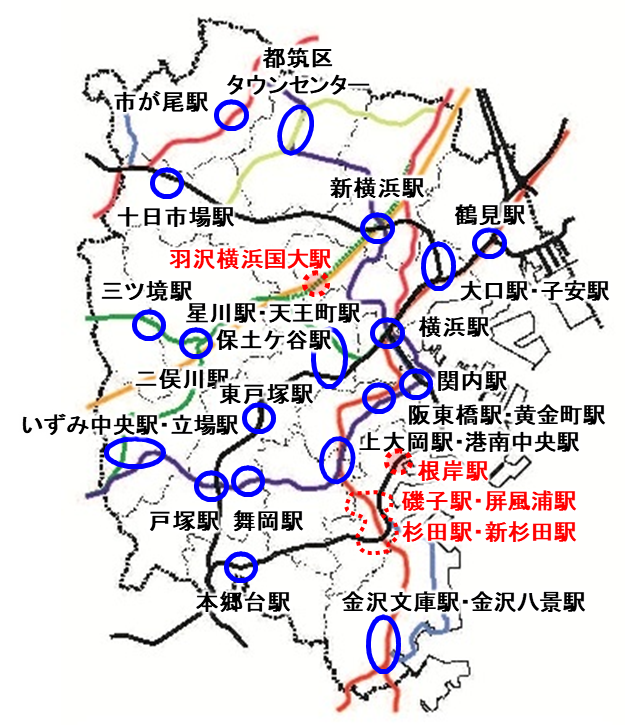 都筑区
タウンセンター
市が尾駅
新横浜駅
十日市場駅
鶴見駅
羽沢横浜国大駅
三ツ境駅
大口駅・子安駅
星川駅・天王町駅
横浜駅
保土ケ谷駅
二俣川駅
東戸塚駅
関内駅
いずみ中央駅・立場駅
阪東橋駅・黄金町駅
上大岡駅・港南中央駅
根岸駅
磯子駅・屏風浦駅
戸塚駅
舞岡駅
杉田駅・新杉田駅
本郷台駅
金沢文庫駅・金沢八景駅